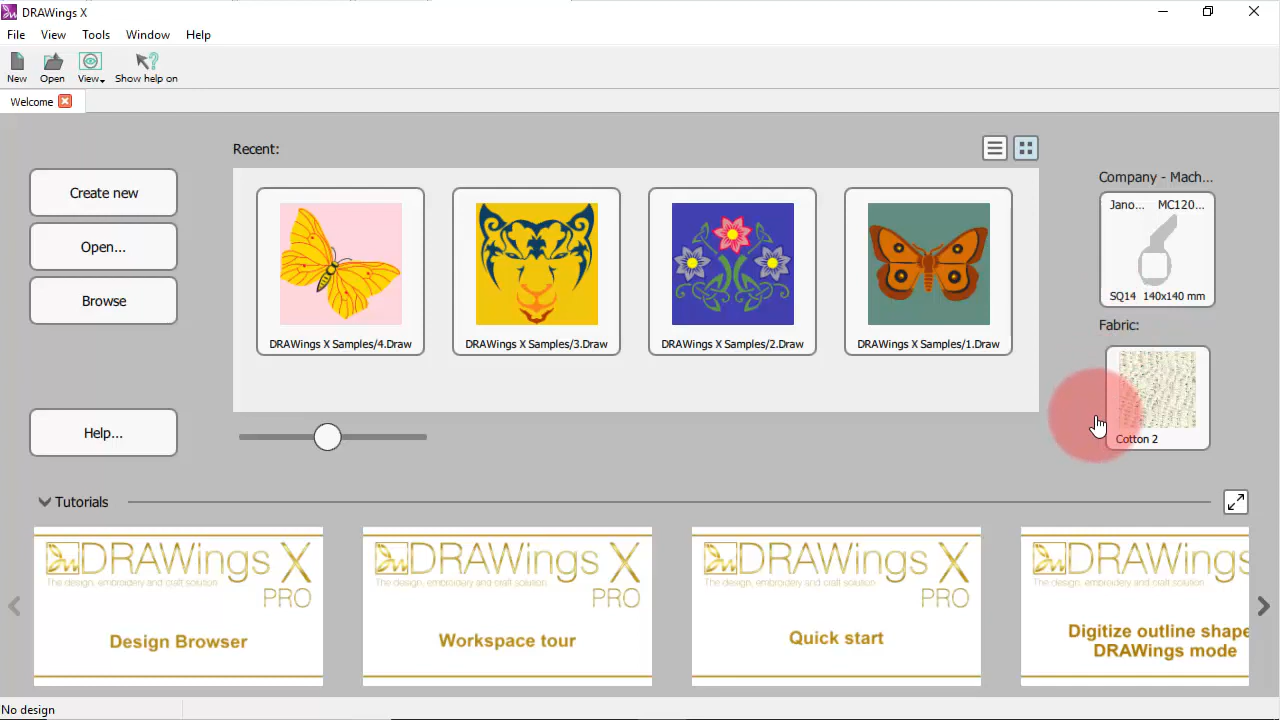 DRAWings X
File View Tools Window Help
New Open View Show help on
Welcome
Recent:
Create new
Open...
Browse
Help...
DRAWings X Samples/4.Draw
DRAWings X Samples/3.Draw
DRAWings X Samples/2.Draw
DRAWings X Samples/1.Draw
Company - Mach...
Jano... MC120...
SQ14 140x140 mm
Fabric:
Cotton 2
Tutorials
DRAWings X
The design, embroidery and craft solution
PRO
Design Browser
DRAWings X
The design, embroidery and craft solution
PRO
Workspace tour
DRAWings X
The design, embroidery and craft solution
PRO
Quick start
DRAWings
The design, embroidery and craft solution
Digitize outline shape
DRAWings mode
No design